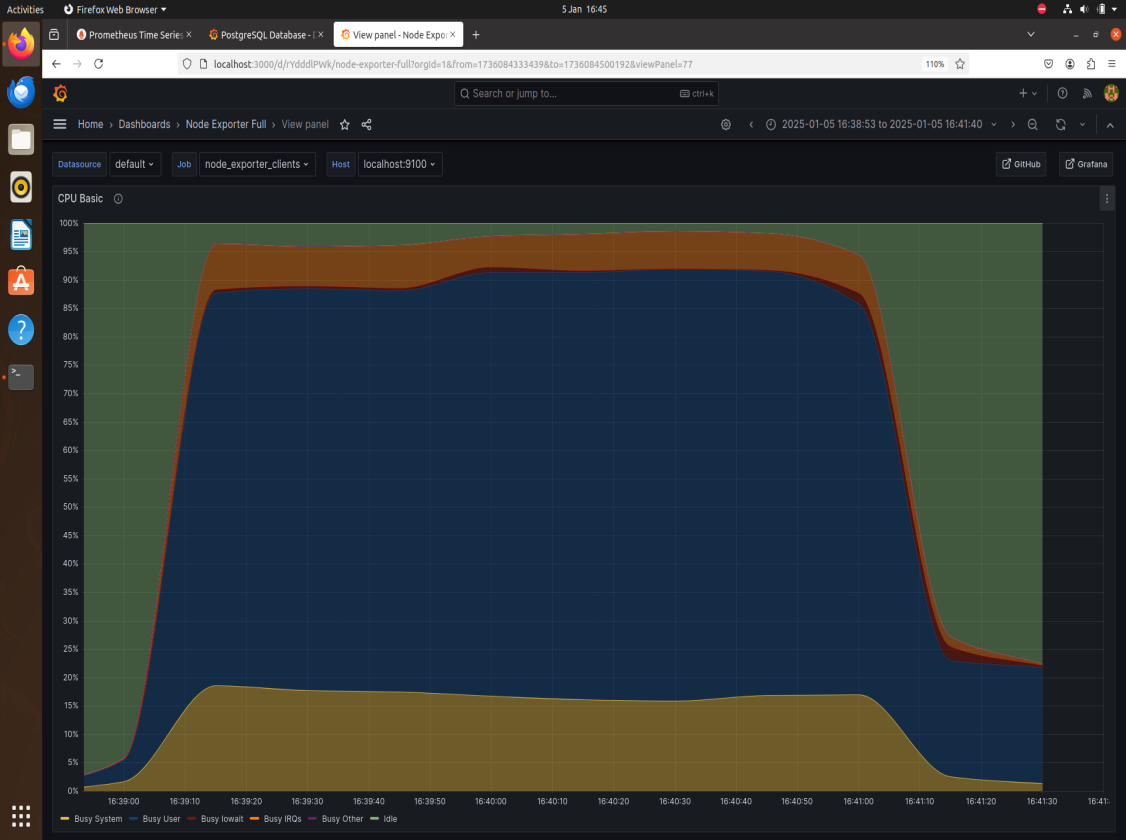 Activities Firefox Web Browser 5 Jan 16:45
Prometheus Time Series PostgreSQL Database - [ View panel - Node Expor
localhost:3000/d/rYdddlPWk/node-exporter-full?orgId=1&from=1736084333439&to=1736084500192&viewPanel=77 110%
Search or jump to... ctrl+k
Home › Dashboards › Node Exporter Full › View panel 2025-01-05 16:38:53 to 2025-01-05 16:41:40
Datasource default Job node_exporter_clients Host localhost:9100 GitHub Grafana
CPU Basic
100%
95%
90%
85%
80%
75%
70%
65%
60%
55%
50%
45%
40%
35%
30%
25%
20%
15%
10%
5%
0%
16:39:00 16:39:10 16:39:20 16:39:30 16:39:40 16:39:50 16:40:00 16:40:10 16:40:20 16:40:30 16:40:40 16:40:50 16:41:00 16:41:10 16:41:20 16:41:30 16:41:
Busy System Busy User Busy Iowait Busy IRQs Busy Other Idle